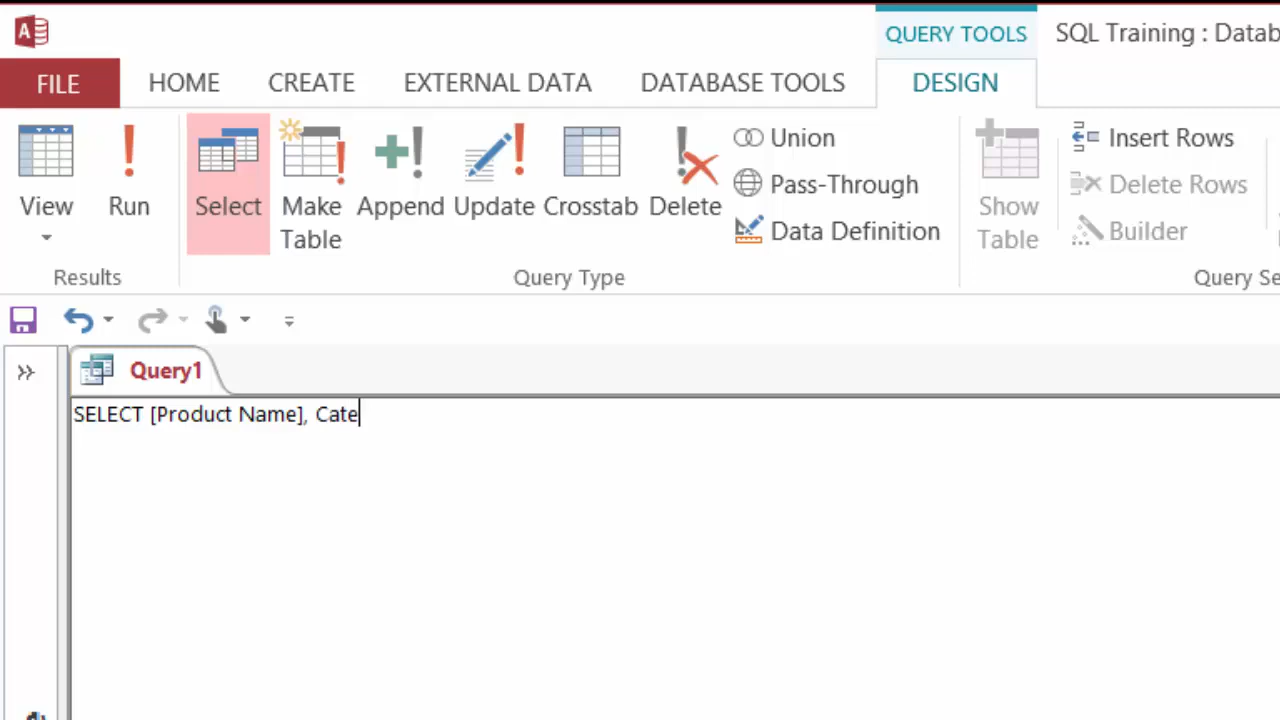 QUERY TOOLS
SQL Training : Datab
FILE
HOME
CREATE
EXTERNAL DATA
DATABASE TOOLS
DESIGN
View
Run
Select
Make
Table
Append
Update
Crosstab
Delete
Union
Pass-Through
Data Definition
Show
Table
Insert Rows
Delete Rows
Builder
Results
Query Type
Query Se
Query1
SELECT [Product Name], Cate